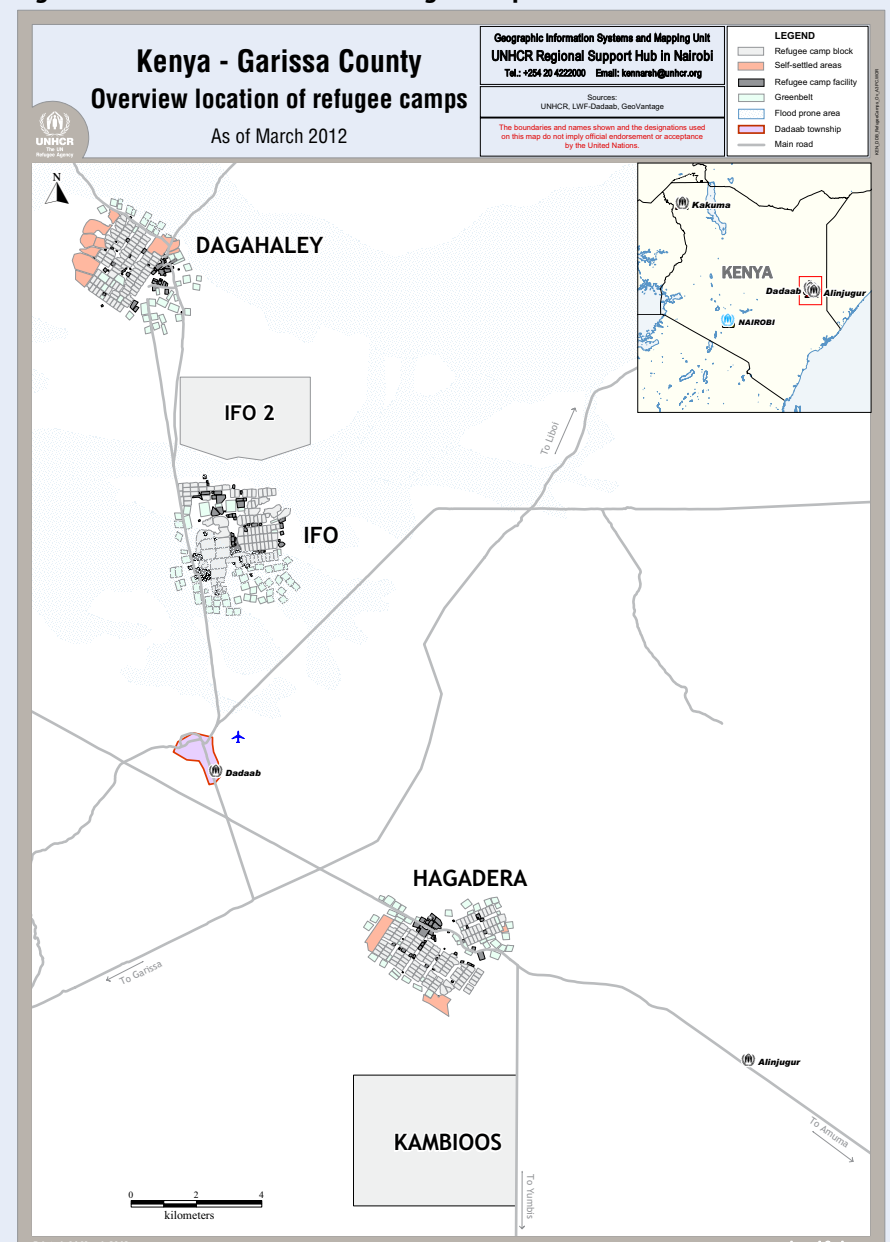 Kenya - Garissa County
Overview location of refugee camps
As of March 2012
UNHCR
The UN
Refugee Agency
Geographic Information Systems and Mapping Unit
UNHCR Regional Support Hub in Nairobi
Tel.: +254 20 4222000 Email: kennarsh@unhcr.org
Sources:
UNHCR, LWF-Dadaab, GeoVantage
The boundaries and names shown and the designations used
on this map do not imply official endorsement or acceptance
by the United Nations.
LEGEND
Refugee camp block
Self-settled areas
Refugee camp facility
Greenbelt
Flood prone area
Dadaab township
Main road
N
Kakuma
KENYA
Dadaab
Alinjugur
NAIROBI
DAGAHALEY
IFO 2
To Liboi
IFO
Dadaab
HAGADERA
To Garissa
Alinjugur
To Amuma
KAMBIOOS
To Yumbis
0 2 4
kilometers